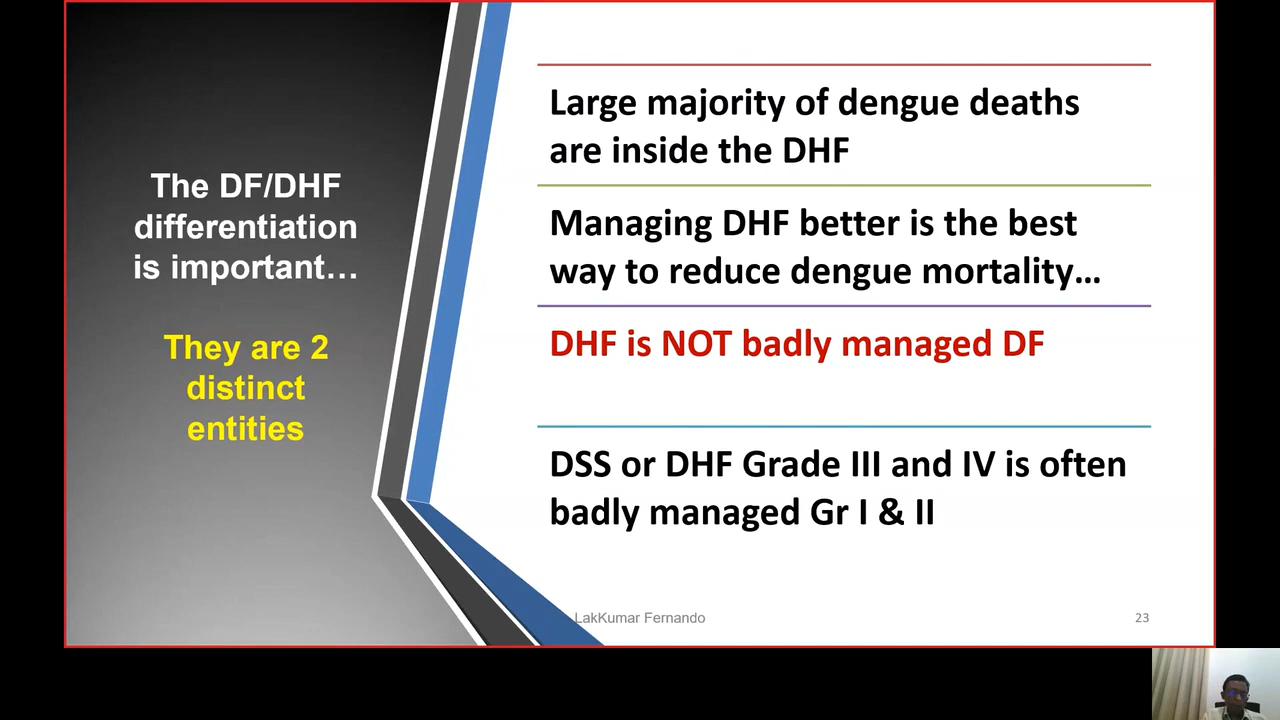 The DF/DHF
differentiation
is important…
They are 2
distinct
entities
Large majority of dengue deaths
are inside the DHF
Managing DHF better is the best
way to reduce dengue mortality…
DHF is NOT badly managed DF
DSS or DHF Grade III and IV is often
badly managed Gr I & II
LakKumar Fernando
23